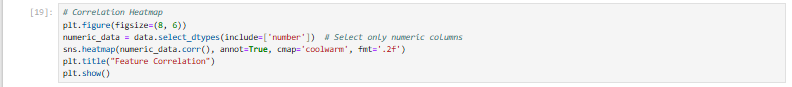 [19]: # Correlation Heatmap
plt.figure(figsize=(8, 6))
numeric_data = data.select_dtypes(include=['number'])  # Select only numeric columns
sns.heatmap(numeric_data.corr(), annot=True, cmap='coolwarm', fmt='.2f')
plt.title("Feature Correlation")
plt.show()